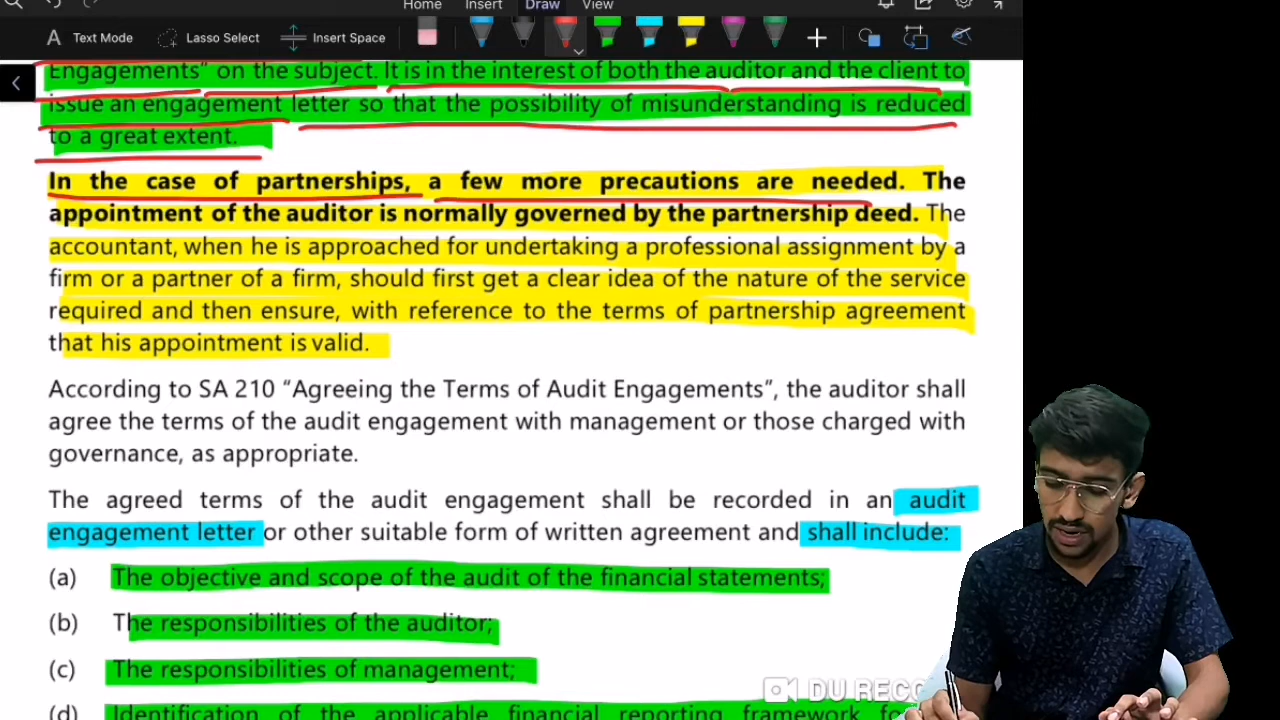 Home Insert Draw View
Text Mode Lasso Select Insert Space
Engagements" on the subject. It is in the interest of both the auditor and the client to
issue an engagement letter so that the possibility of misunderstanding is reduced
to a great extent.
In the case of partnerships, a few more precautions are needed. The
appointment of the auditor is normally governed by the partnership deed. The
accountant, when he is approached for undertaking a professional assignment by a
firm or a partner of a firm, should first get a clear idea of the nature of the service
required and then ensure, with reference to the terms of partnership agreement
that his appointment is valid.
According to SA 210 “Agreeing the Terms of Audit Engagements”, the auditor shall
agree the terms of the audit engagement with management or those charged with
governance, as appropriate.
The agreed terms of the audit engagement shall be recorded in an audit
engagement letter or other suitable form of written agreement and shall include:
(a) The objective and scope of the audit of the financial statements;
(b) The responsibilities of the auditor;
(c) The responsibilities of management;
DU RECO
(d) Identification of the applicable financial reporting framework fo